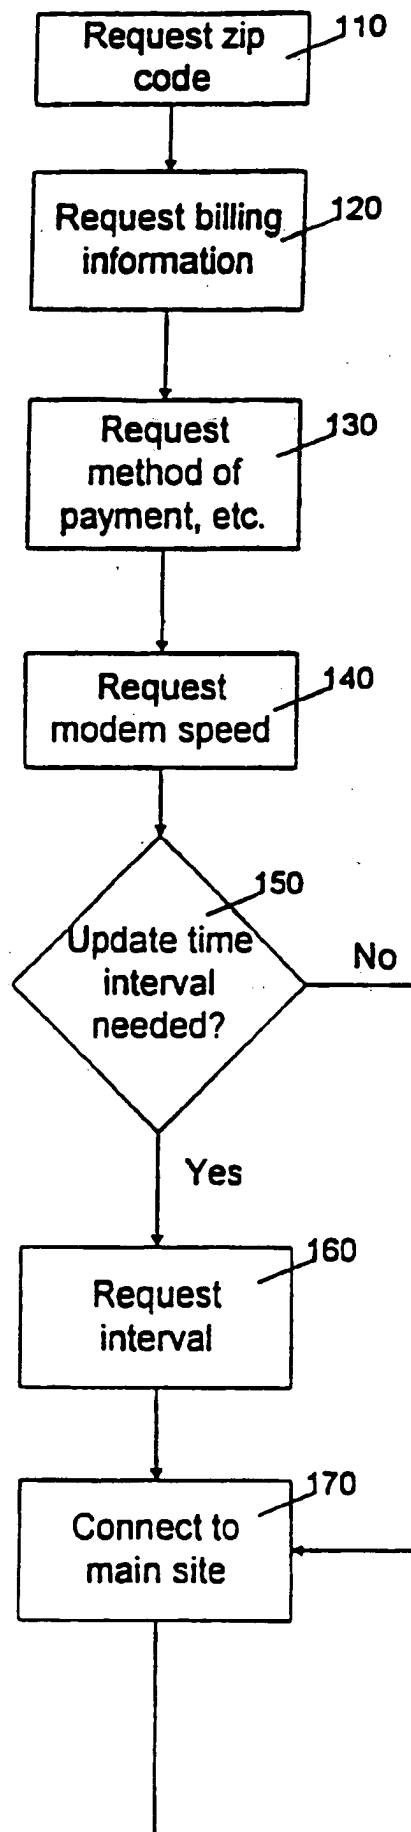 Request zip
code
110
Request billing
information
120
Request
method of
payment, etc.
130
Request
modem speed
140
Update time
interval
needed?
150
No
Yes
Request
interval
160
Connect to
main site
170